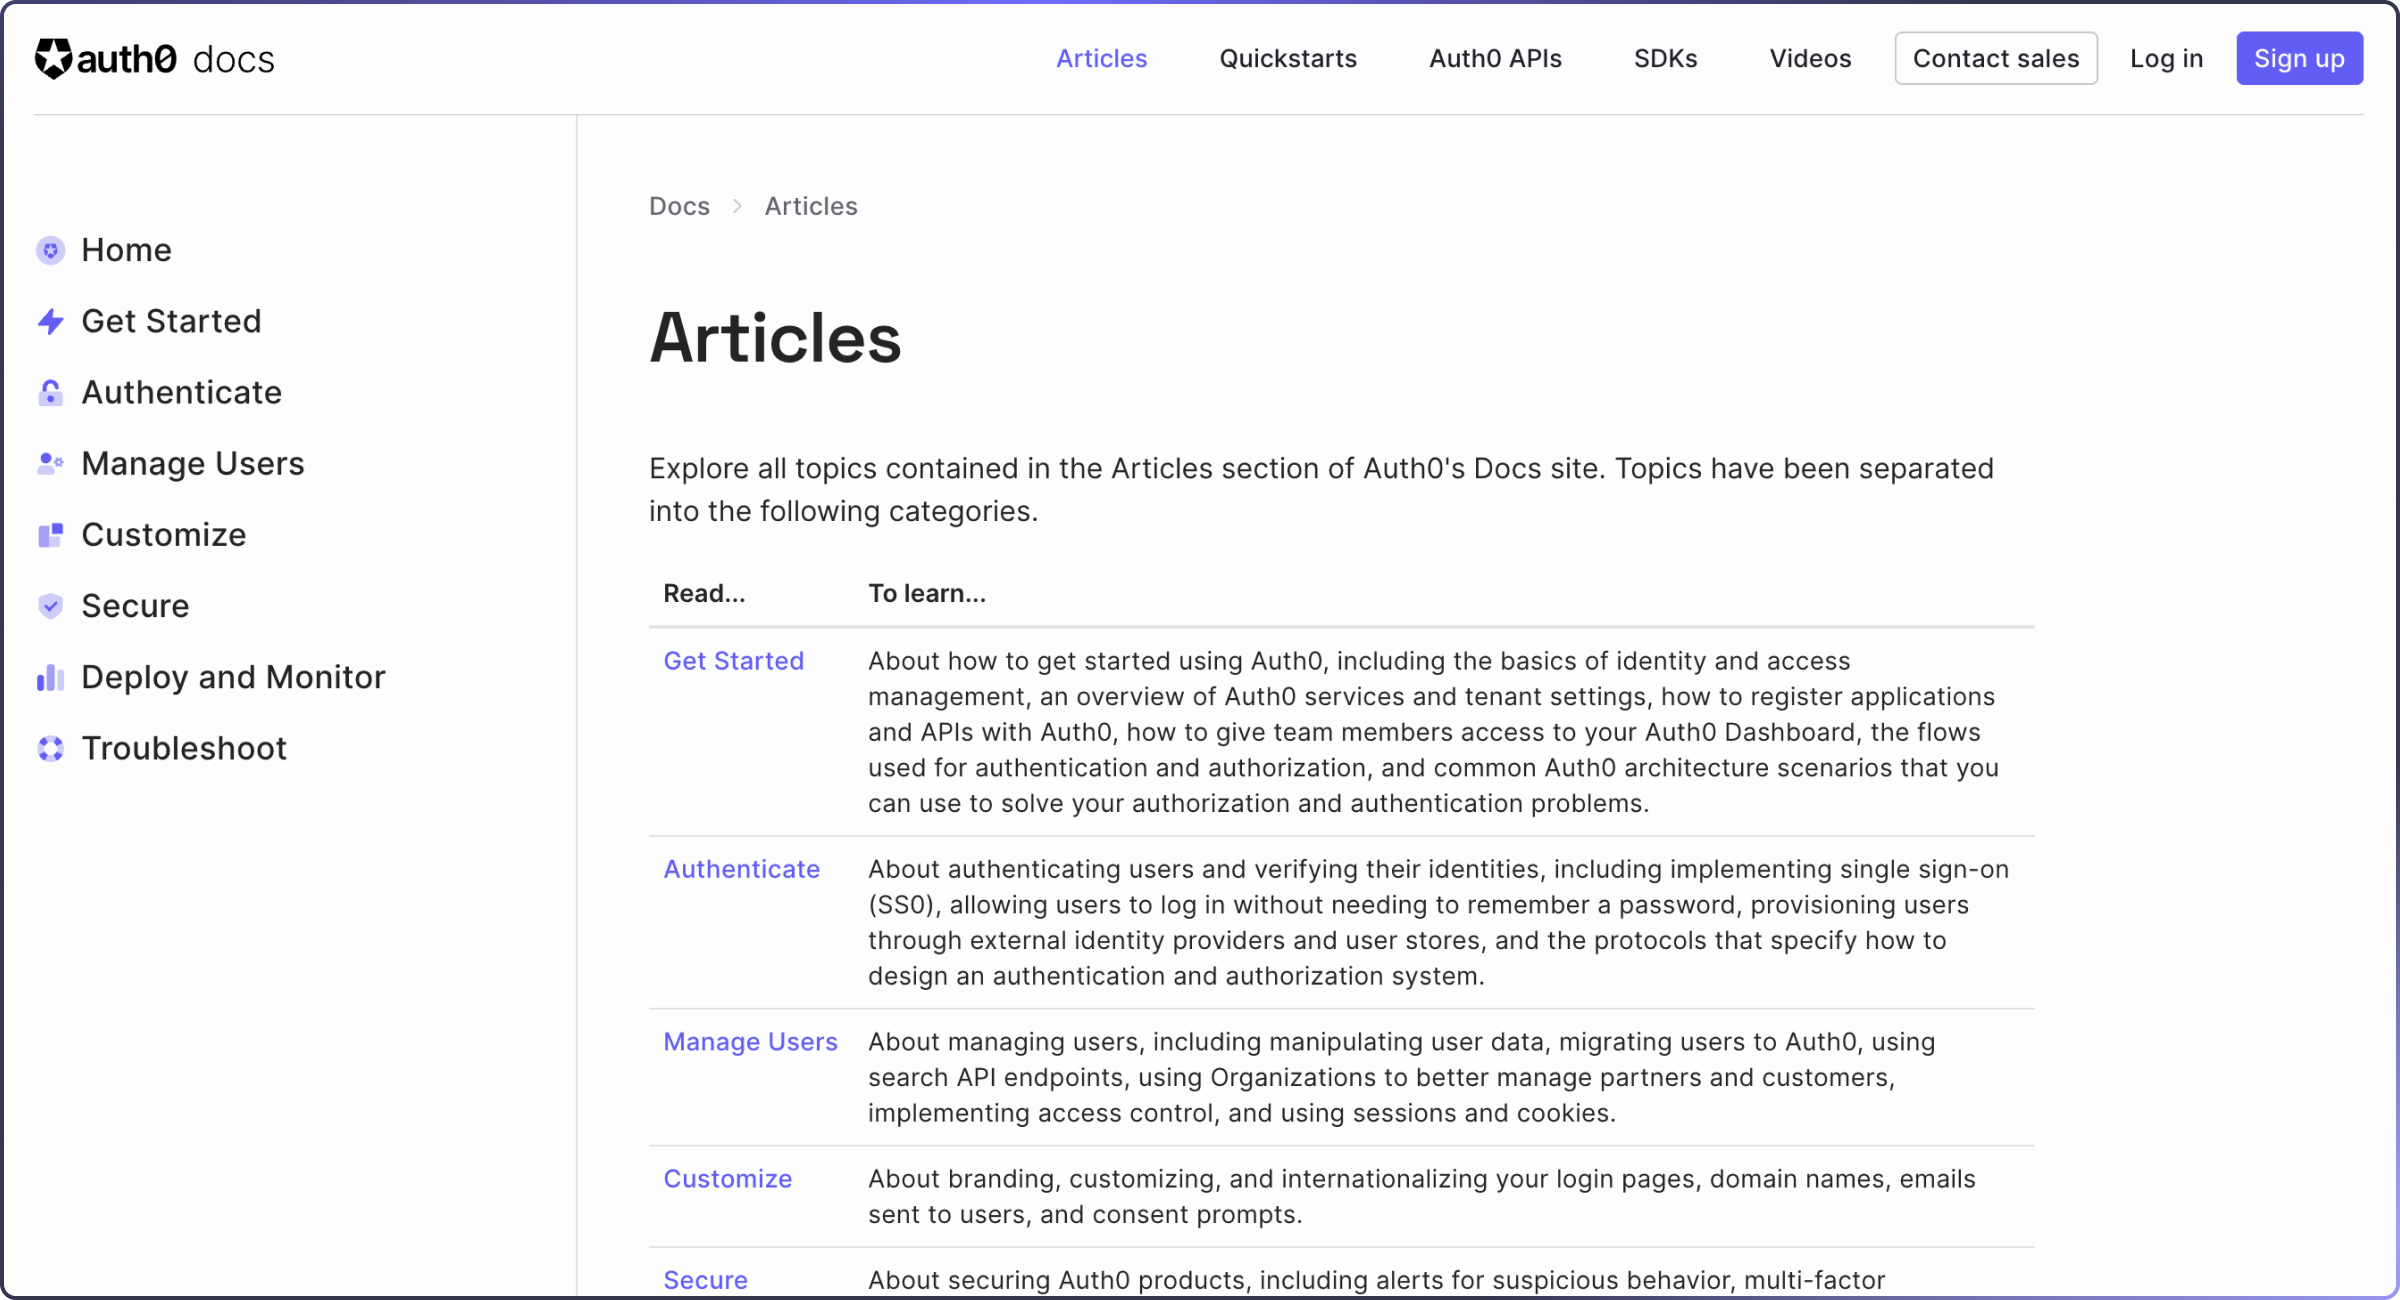 auth0 docs
Articles
Quickstarts
Auth0 APIs
SDKs
Videos
Contact sales
Log in
Sign up
Home
Get Started
Authenticate
Manage Users
Customize
Secure
Deploy and Monitor
Troubleshoot
Docs > Articles
Articles
Explore all topics contained in the Articles section of Auth0's Docs site. Topics have been separated
into the following categories.
Read...
To learn...
Get Started
About how to get started using Auth0, including the basics of identity and access
management, an overview of Auth0 services and tenant settings, how to register applications
and APIs with Auth0, how to give team members access to your Auth0 Dashboard, the flows
used for authentication and authorization, and common Auth0 architecture scenarios that you
can use to solve your authorization and authentication problems.
Authenticate
About authenticating users and verifying their identities, including implementing single sign-on
(SS0), allowing users to log in without needing to remember a password, provisioning users
through external identity providers and user stores, and the protocols that specify how to
design an authentication and authorization system.
Manage Users
About managing users, including manipulating user data, migrating users to Auth0, using
search API endpoints, using Organizations to better manage partners and customers,
implementing access control, and using sessions and cookies.
Customize
About branding, customizing, and internationalizing your login pages, domain names, emails
sent to users, and consent prompts.
Secure
About securing Auth0 products, including alerts for suspicious behavior, multi-factor